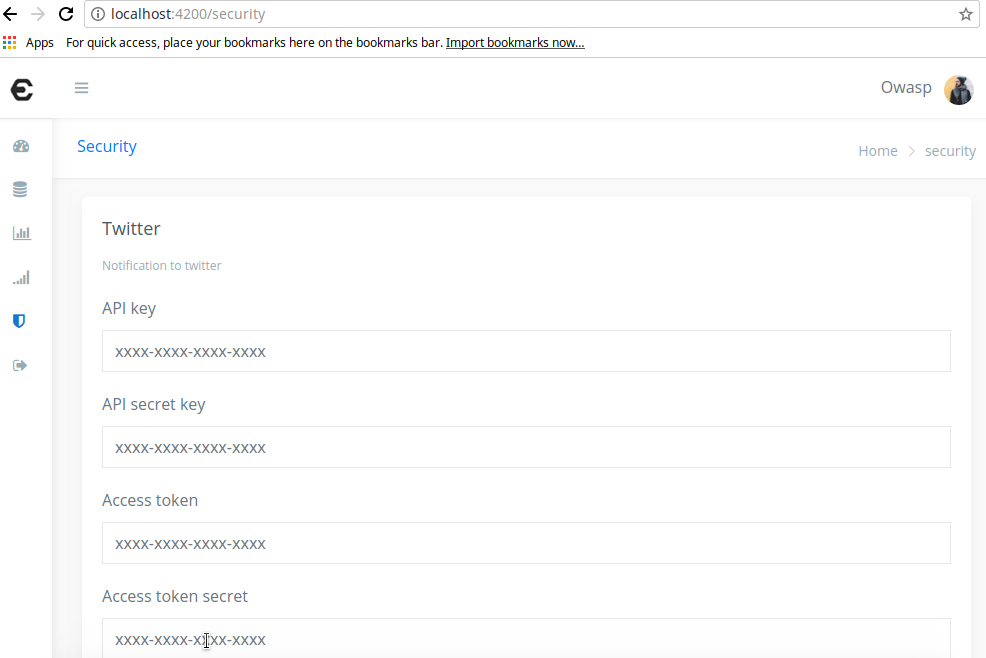 localhost:4200/security
Apps For quick access, place your bookmarks here on the bookmarks bar. Import bookmarks now...
Owasp
Security
Home > security
Twitter
Notification to twitter
API key
xxxx-xxxx-xxxx-xxxx
API secret key
xxxx-xxxx-xxxx-xxxx
Access token
xxxx-xxxx-xxxx-xxxx
Access token secret
xxxx-xxxx-xxxx-xxxx